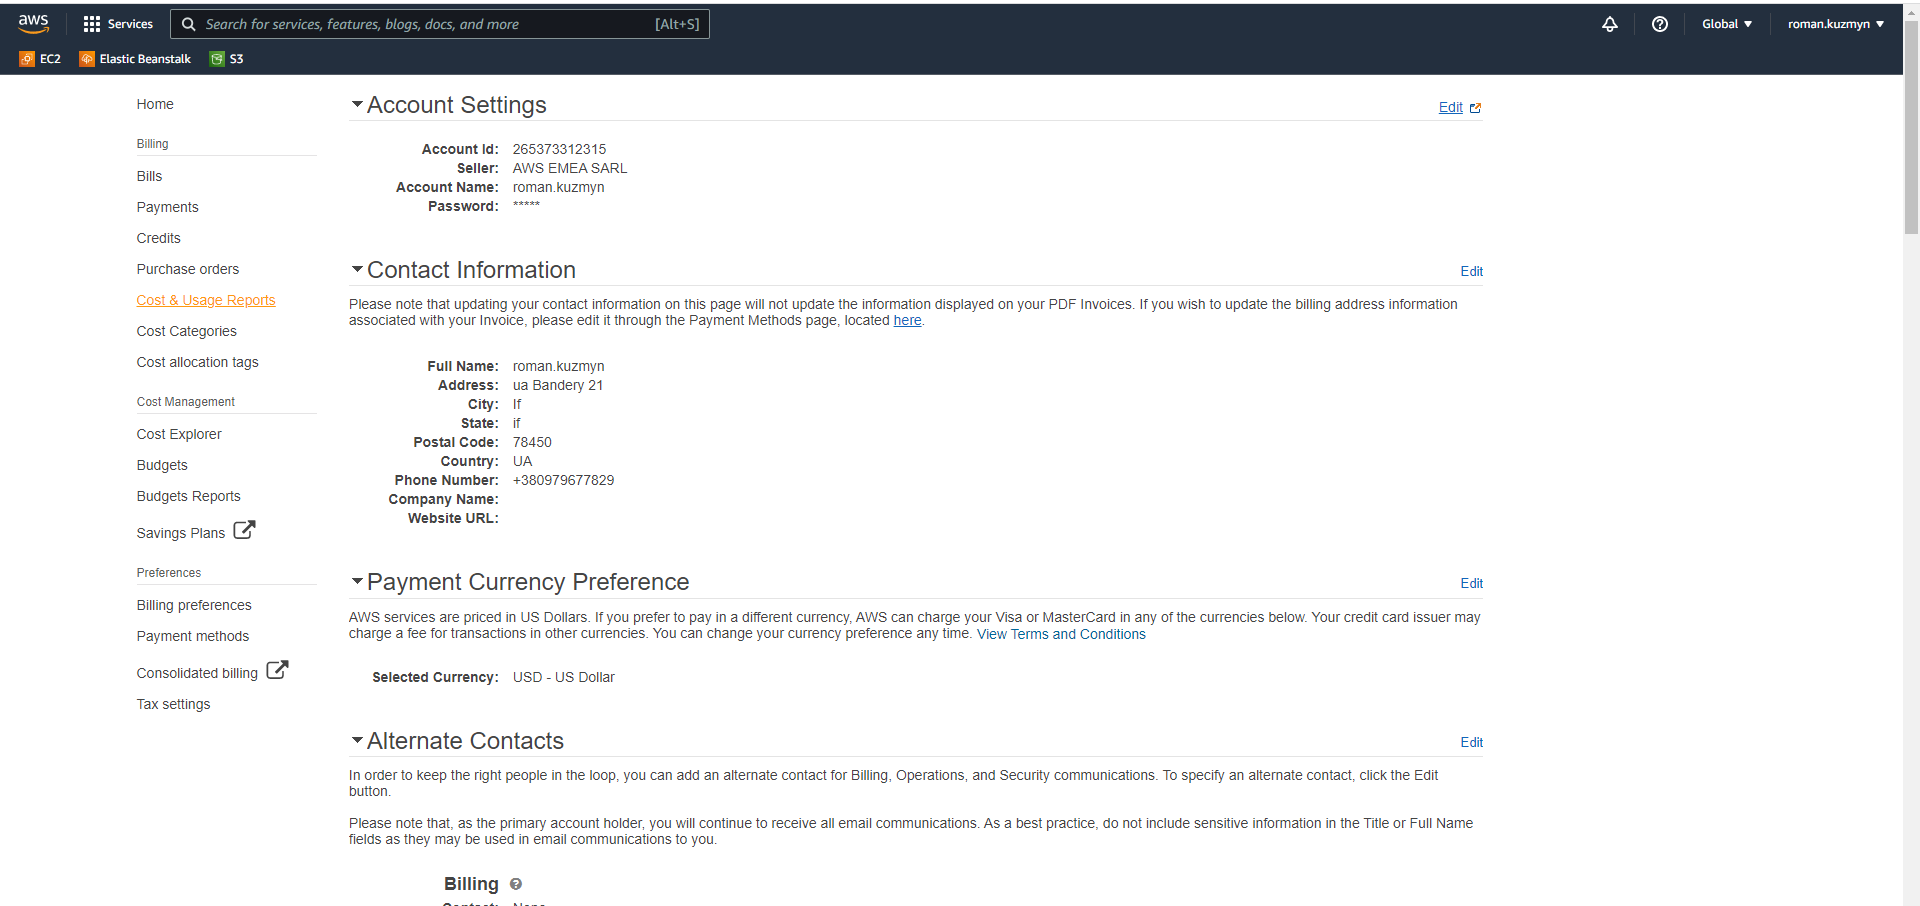 aws
Services
Search for services, features, blogs, docs, and more
[Alt+S]
Global
roman.kuzmyn
EC2
Elastic Beanstalk
S3
Home
Billing
Bills
Payments
Credits
Purchase orders
Cost & Usage Reports
Cost Categories
Cost allocation tags
Cost Management
Cost Explorer
Budgets
Budgets Reports
Savings Plans
Preferences
Billing preferences
Payment methods
Consolidated billing
Tax settings
Account Settings
Edit
Account Id: 265373312315
Seller: AWS EMEA SARL
Account Name: roman.kuzmyn
Password: *****
Contact Information
Edit
Please note that updating your contact information on this page will not update the information displayed on your PDF Invoices. If you wish to update the billing address information
associated with your Invoice, please edit it through the Payment Methods page, located here.
Full Name: roman.kuzmyn
Address: ua Bandery 21
City: If
State: if
Postal Code: 78450
Country: UA
Phone Number: +380979677829
Company Name:
Website URL:
Payment Currency Preference
Edit
AWS services are priced in US Dollars. If you prefer to pay in a different currency, AWS can charge your Visa or MasterCard in any of the currencies below. Your credit card issuer may
charge a fee for transactions in other currencies. You can change your currency preference any time. View Terms and Conditions
Selected Currency: USD - US Dollar
Alternate Contacts
Edit
In order to keep the right people in the loop, you can add an alternate contact for Billing, Operations, and Security communications. To specify an alternate contact, click the Edit
button.
Please note that, as the primary account holder, you will continue to receive all email communications. As a best practice, do not include sensitive information in the Title or Full Name
fields as they may be used in email communications to you.
Billing
Contact: None